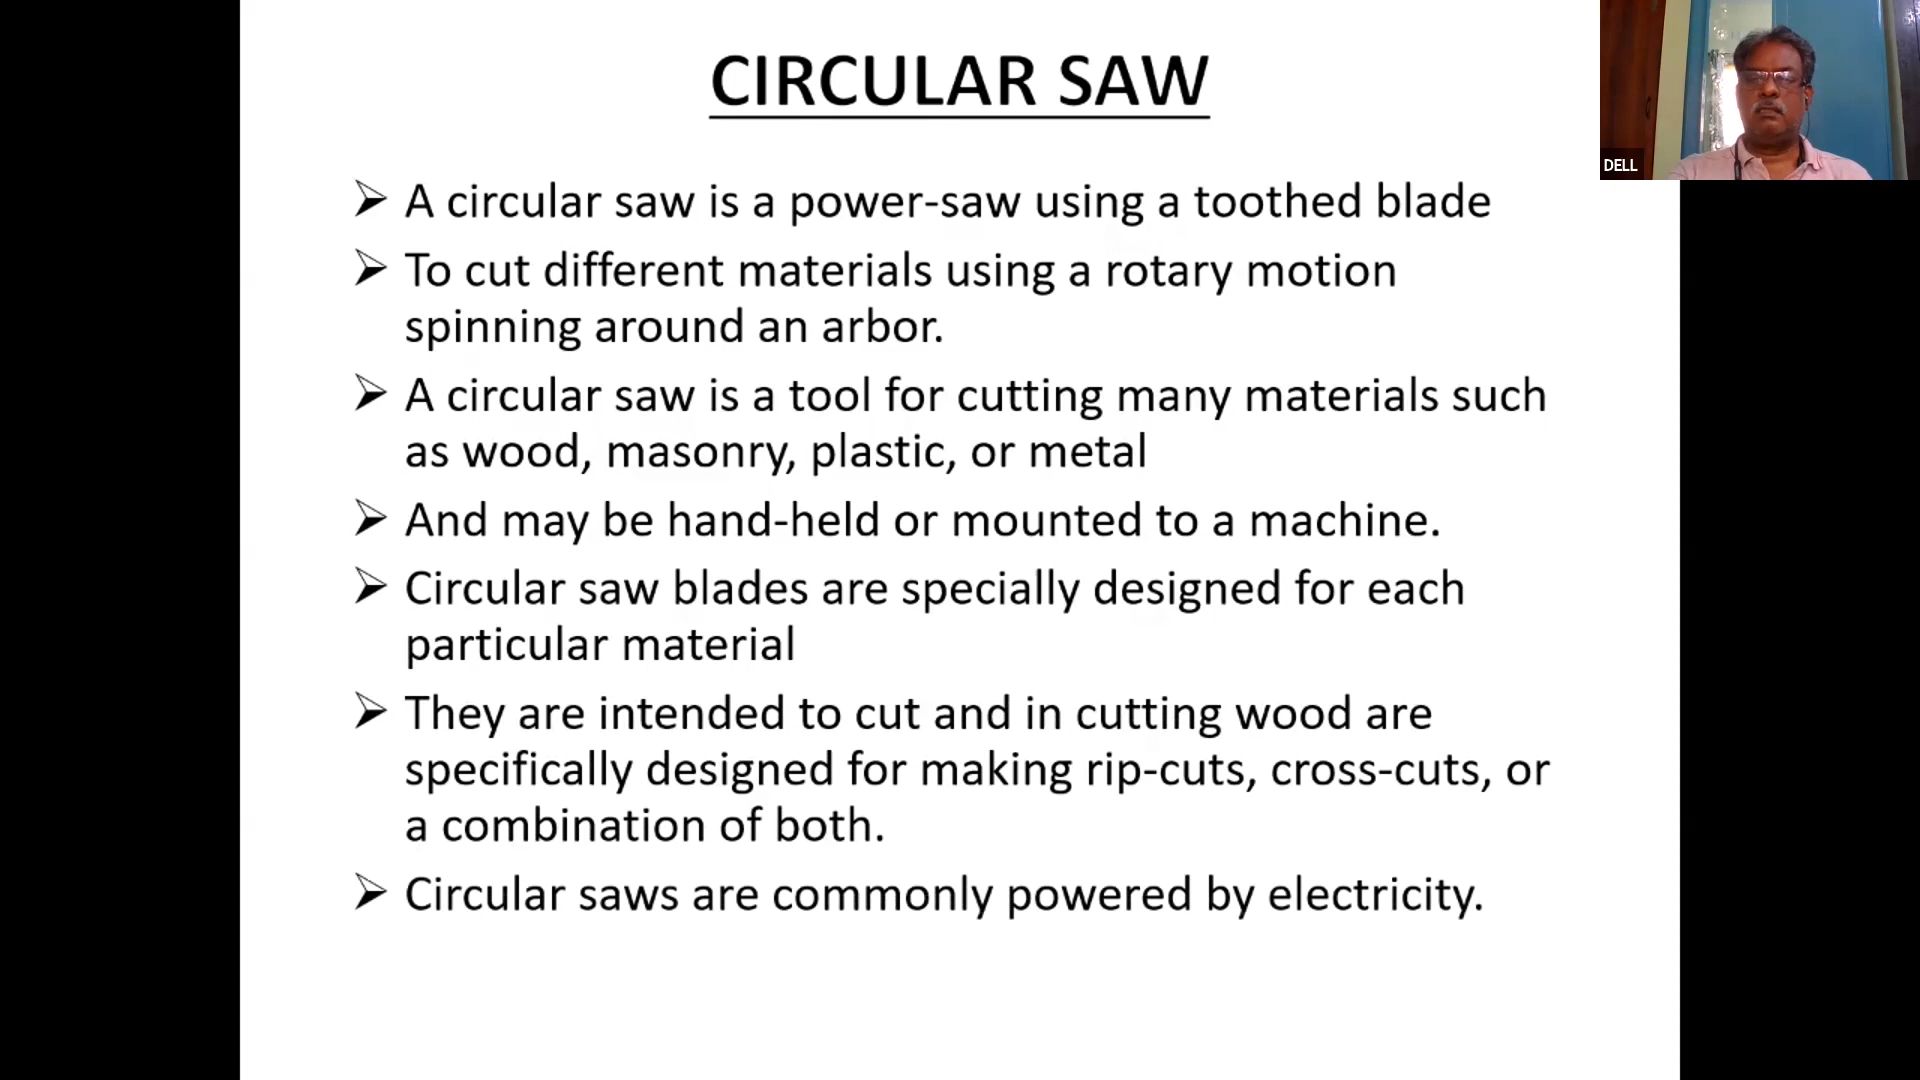 CIRCULAR SAW
DELL
➢ A circular saw is a power-saw using a toothed blade
➢ To cut different materials using a rotary motion
spinning around an arbor.
➢ A circular saw is a tool for cutting many materials such
as wood, masonry, plastic, or metal
➢ And may be hand-held or mounted to a machine.
➢ Circular saw blades are specially designed for each
particular material
➢ They are intended to cut and in cutting wood are
specifically designed for making rip-cuts, cross-cuts, or
a combination of both.
➢ Circular saws are commonly powered by electricity.